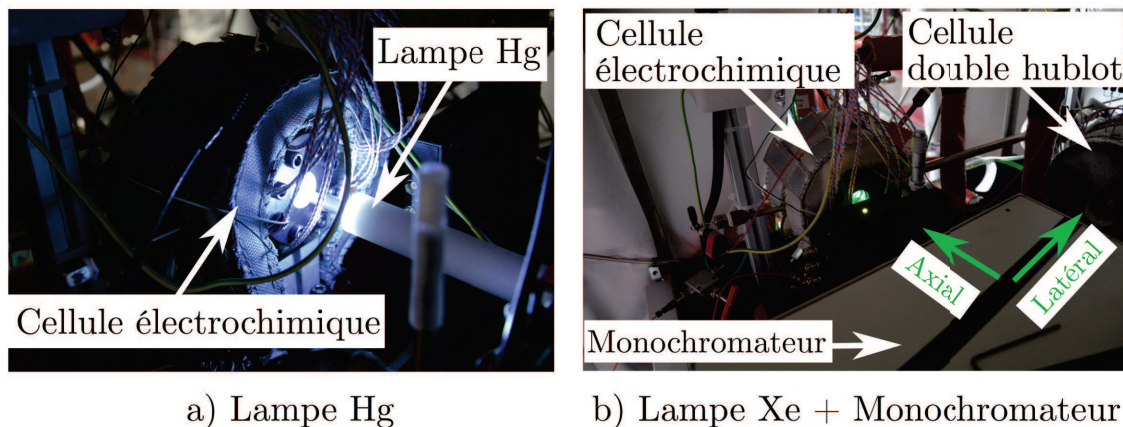 Lampe Hg
Cellule électrochimique
a) Lampe Hg
Cellule
électrochimique
Cellule
double hublot
Axial
Latéral
Monochromateur
b) Lampe Xe + Monochromateur